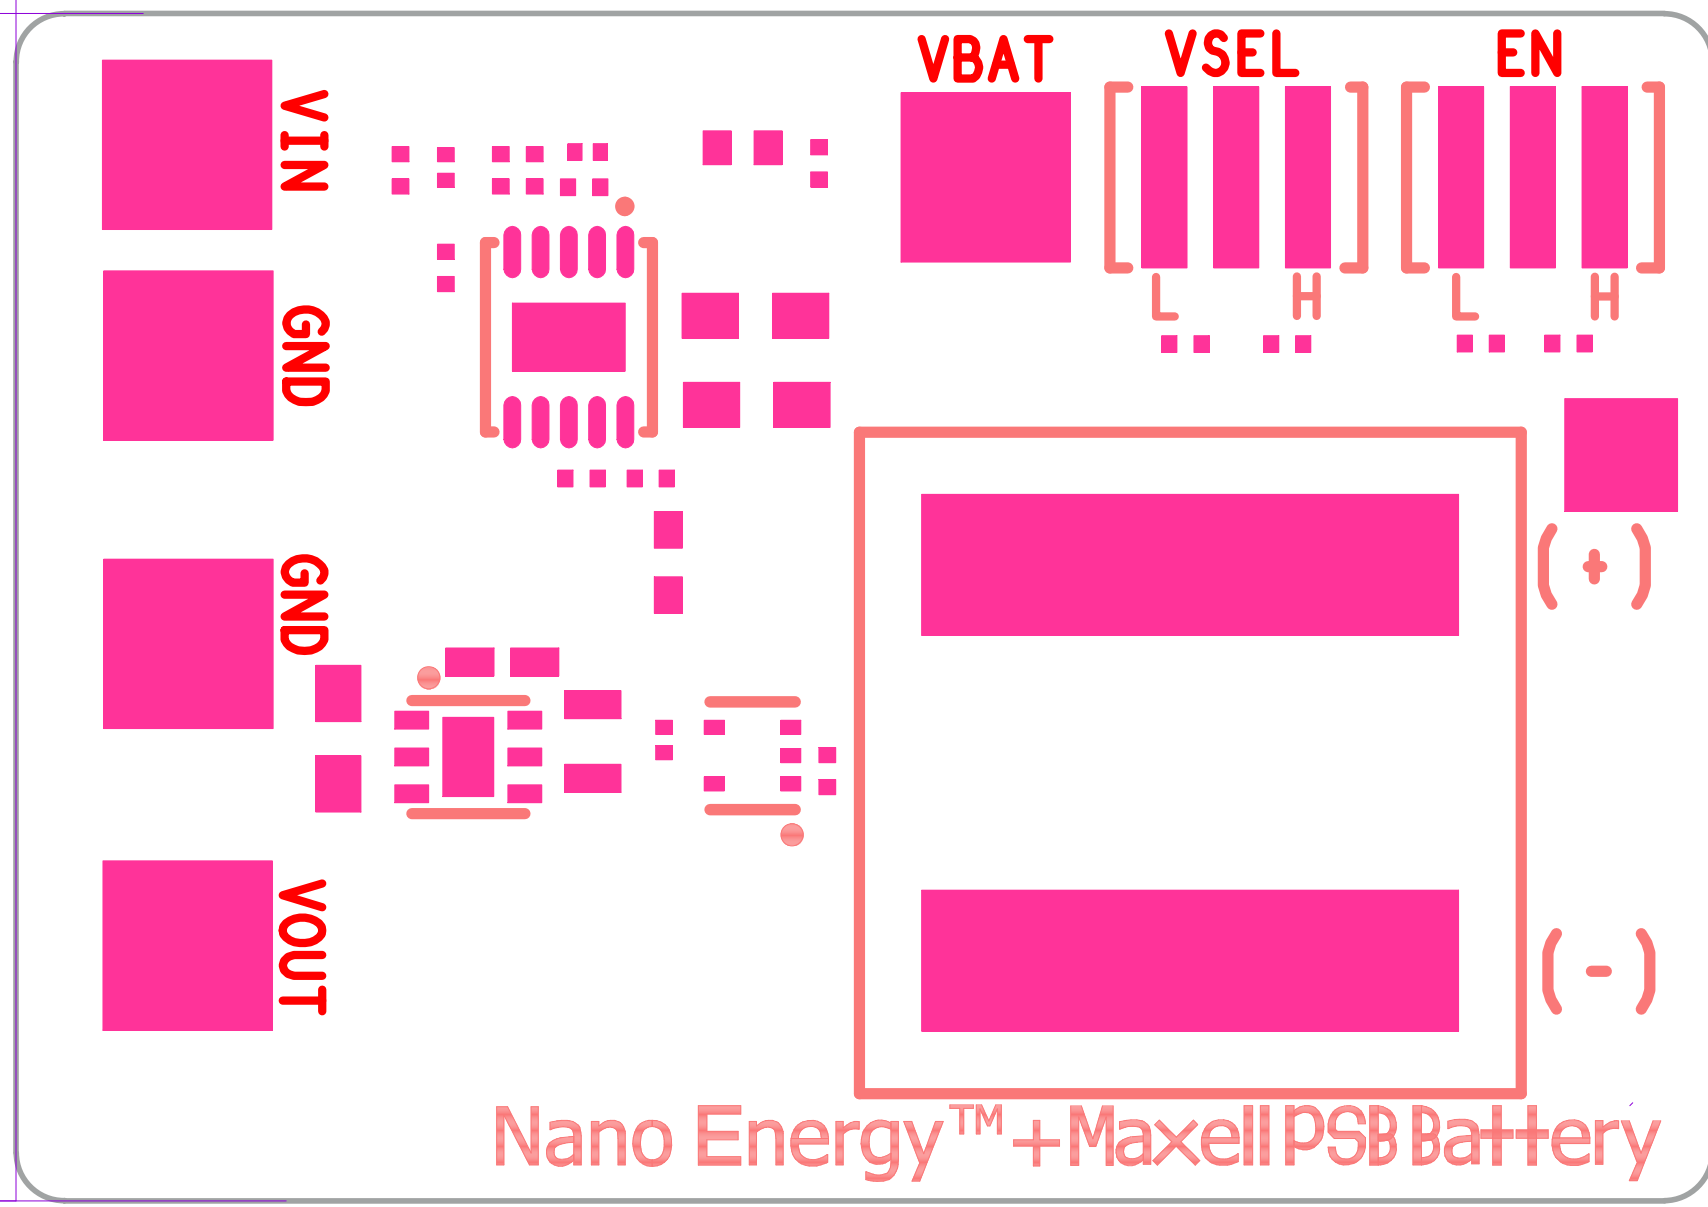 VBAT
VSEL
EN
VIN
L H
L H
GND
GND
(+)
VOUT
(-)
Nano Energy™+Maxell PSB Battery